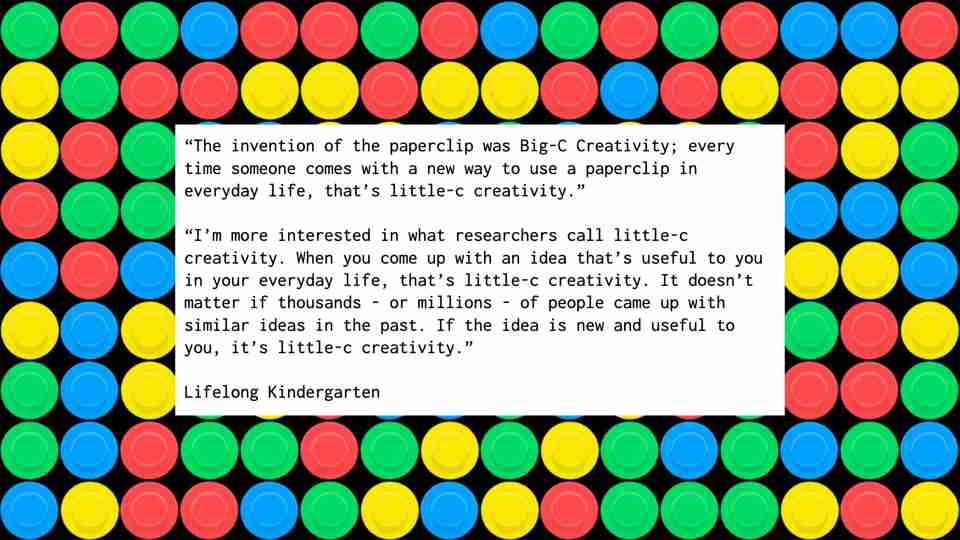 “The invention of the paperclip was Big-C Creativity; every
time someone comes with a new way to use a paperclip in
everyday life, that’s little-c creativity.”
“I’m more interested in what researchers call little-c
creativity. When you come up with an idea that’s useful to you
in your everyday life, that’s little-c creativity. It doesn’t
matter if thousands - or millions - of people came up with
similar ideas in the past. If the idea is new and useful to
you, it’s little-c creativity.”
Lifelong Kindergarten